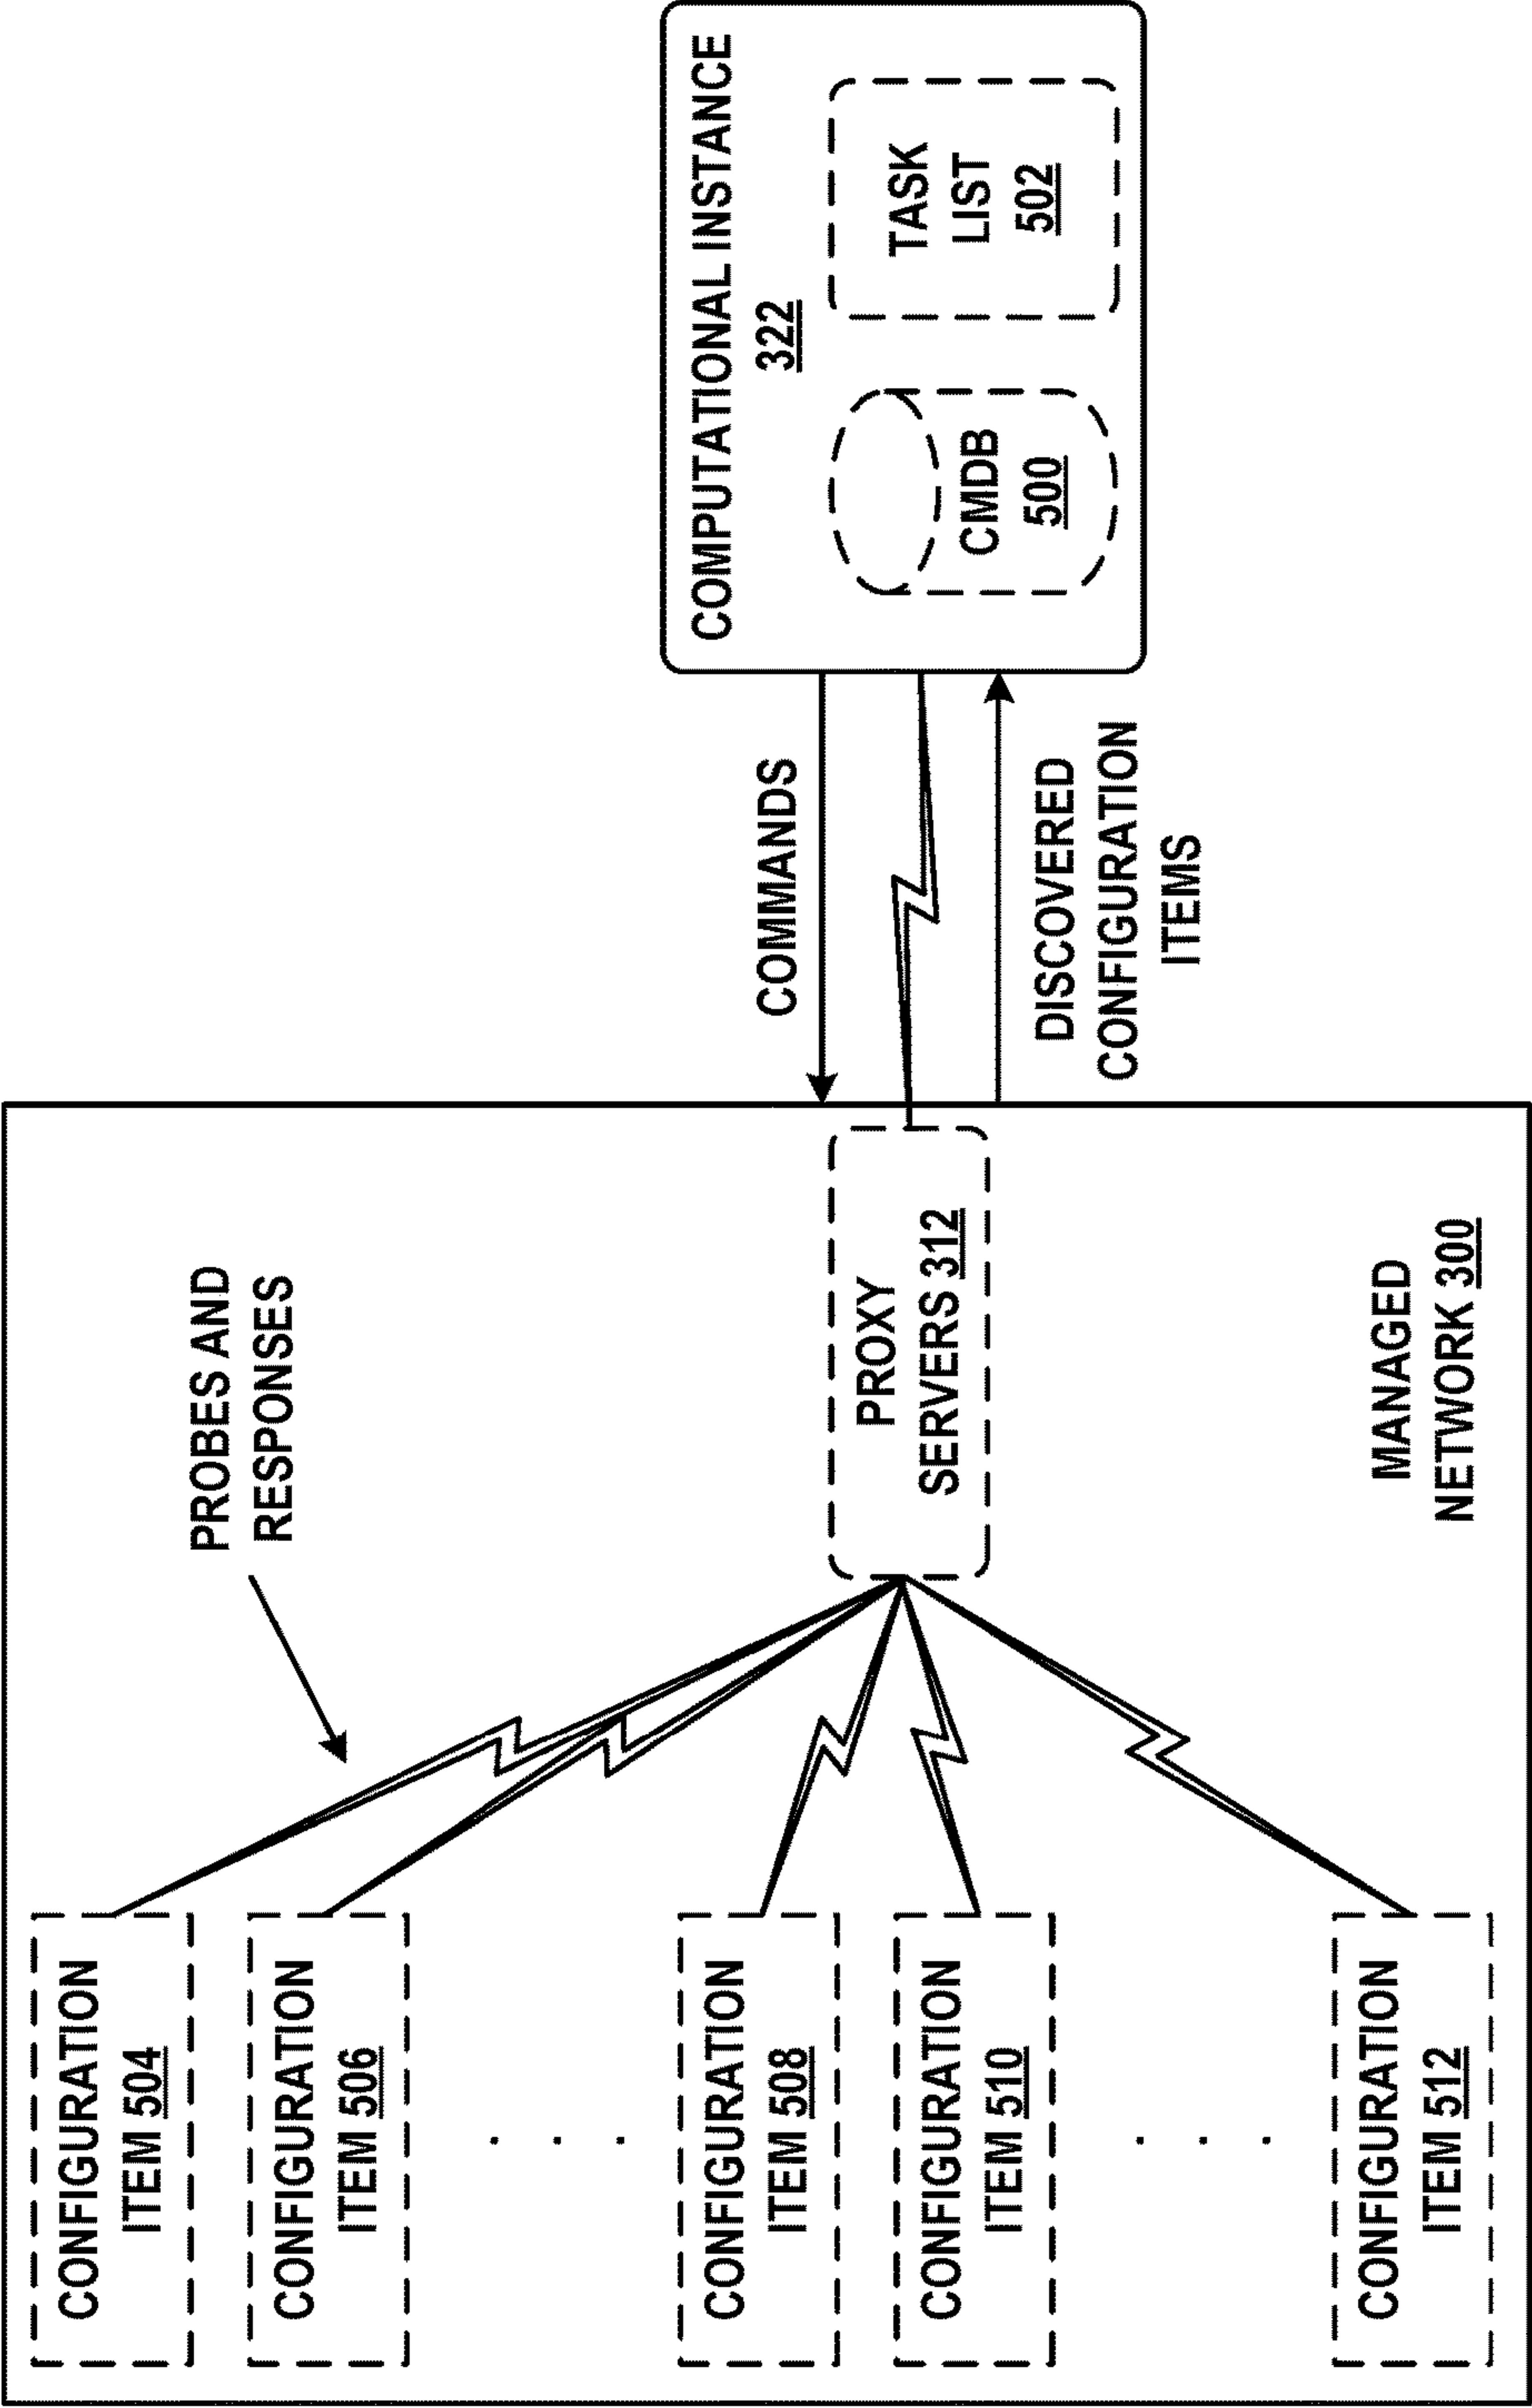 COMPUTATIONAL INSTANCE
322
CMDB
500
TASK
LIST
502
COMMANDS
DISCOVERED
CONFIGURATION
ITEMS
PROBES AND
RESPONSES
PROXY
SERVERS 312
MANAGED
NETWORK 300
CONFIGURATION
ITEM 504
CONFIGURATION
ITEM 506
. . .
CONFIGURATION
ITEM 508
CONFIGURATION
ITEM 510
. . .
CONFIGURATION
ITEM 512